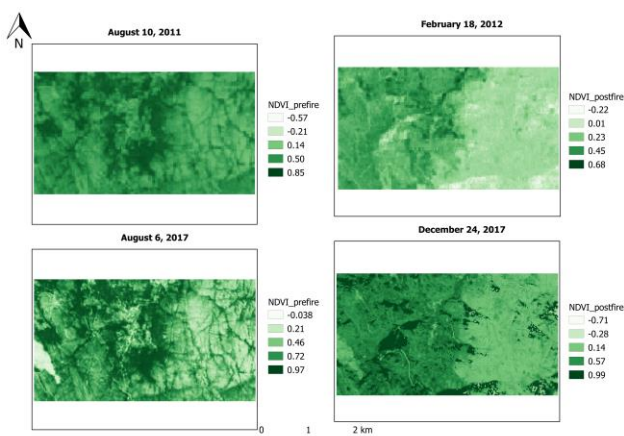 N
August 10, 2011
NDVI_prefire
-0.57
-0.21
0.14
0.50
0.85
February 18, 2012
NDVI_postfire
-0.22
0.01
0.23
0.45
0.68
August 6, 2017
NDVI_prefire
-0.038
0.21
0.46
0.72
0.97
December 24, 2017
NDVI_postfire
-0.71
-0.28
0.14
0.57
0.99
0 1 2 km